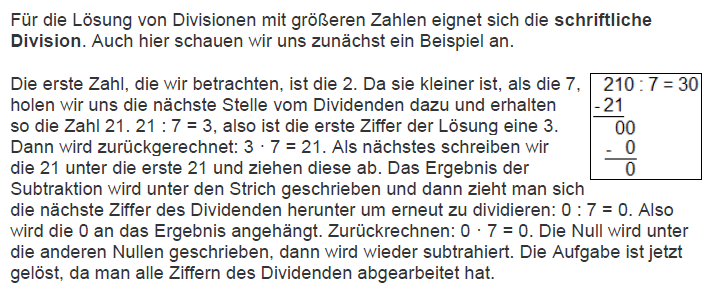 Für die Lösung von Divisionen mit größeren Zahlen eignet sich die schriftliche
Division. Auch hier schauen wir uns zunächst ein Beispiel an.
Die erste Zahl, die wir betrachten, ist die 2. Da sie kleiner ist, als die 7,
holen wir uns die nächste Stelle vom Dividenden dazu und erhalten
so die Zahl 21. 21 : 7 = 3, also ist die erste Ziffer der Lösung eine 3.
Dann wird zurückgerechnet: 3 · 7 = 21. Als nächstes schreiben wir
die 21 unter die erste 21 und ziehen diese ab. Das Ergebnis der
Subtraktion wird unter den Strich geschrieben und dann zieht man sich
die nächste Ziffer des Dividenden herunter um erneut zu dividieren: 0 : 7 = 0. Also
wird die 0 an das Ergebnis angehängt. Zurückrechnen: 0 · 7 = 0. Die Null wird unter
die anderen Nullen geschrieben, dann wird wieder subtrahiert. Die Aufgabe ist jetzt
gelöst, da man alle Ziffern des Dividenden abgearbeitet hat.
210 : 7 = 30
-21
00
- 0
0